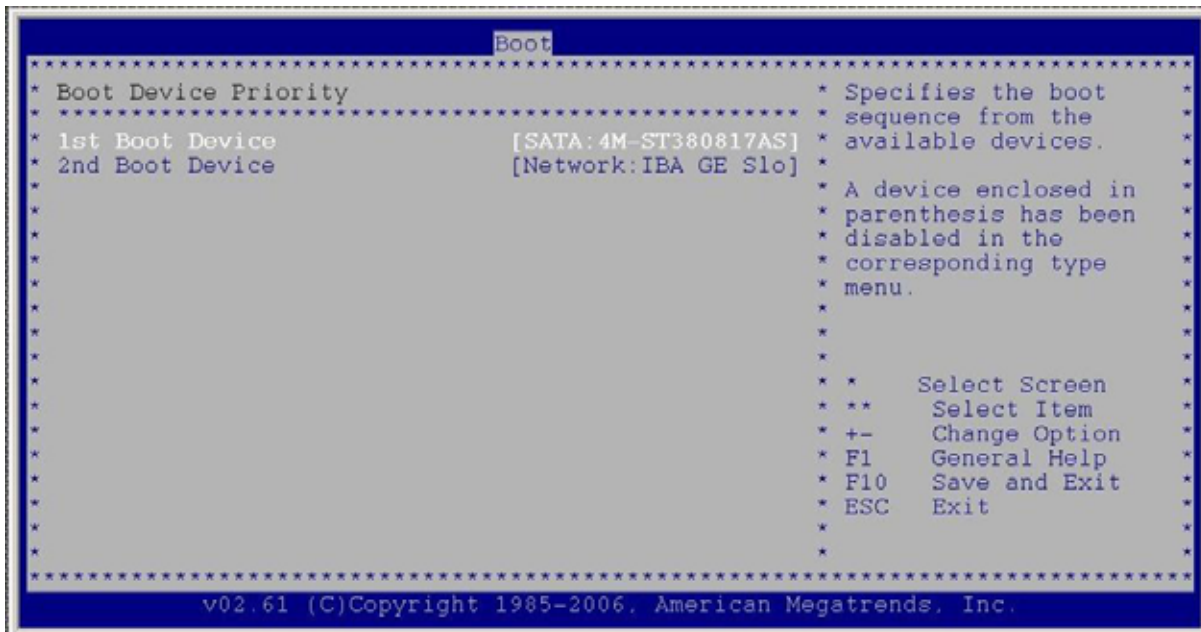 Boot
Boot Device Priority
1st Boot Device [SATA:4M-ST380817AS]
2nd Boot Device [Network:IBA GE Slo]
Specifies the boot
sequence from the
available devices.
A device enclosed in
parenthesis has been
disabled in the
corresponding type
menu.
* Select Screen
** Select Item
+- Change Option
F1 General Help
F10 Save and Exit
ESC Exit
v02.61 (C)Copyright 1985-2006, American Megatrends, Inc.